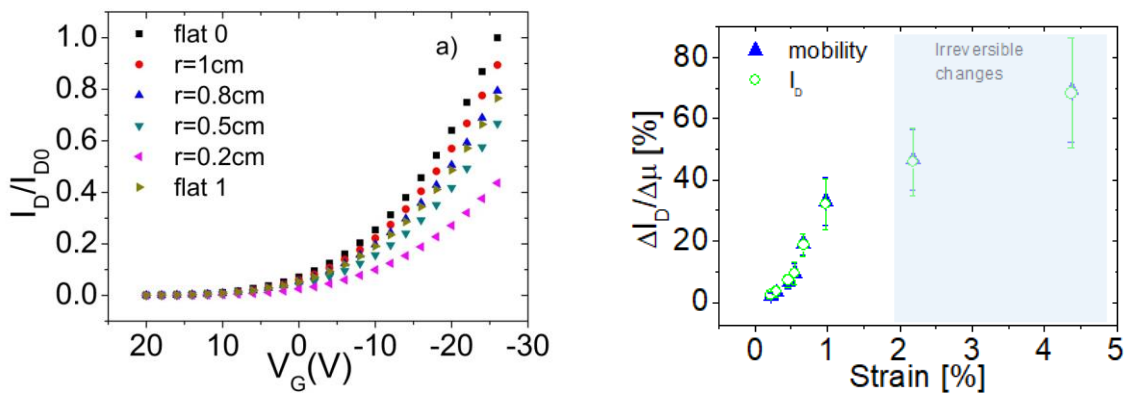 a)
flat 0
r=1cm
r=0.8cm
r=0.5cm
r=0.2cm
flat 1
I_D/I_D0
1.0
0.8
0.6
0.4
0.2
0.0
20 10 0 -10 -20 -30
V_G(V)
mobility
I_D
Irreversible
changes
ΔI_D/Δμ [%]
80
60
40
20
0
0 1 2 3 4 5
Strain [%]